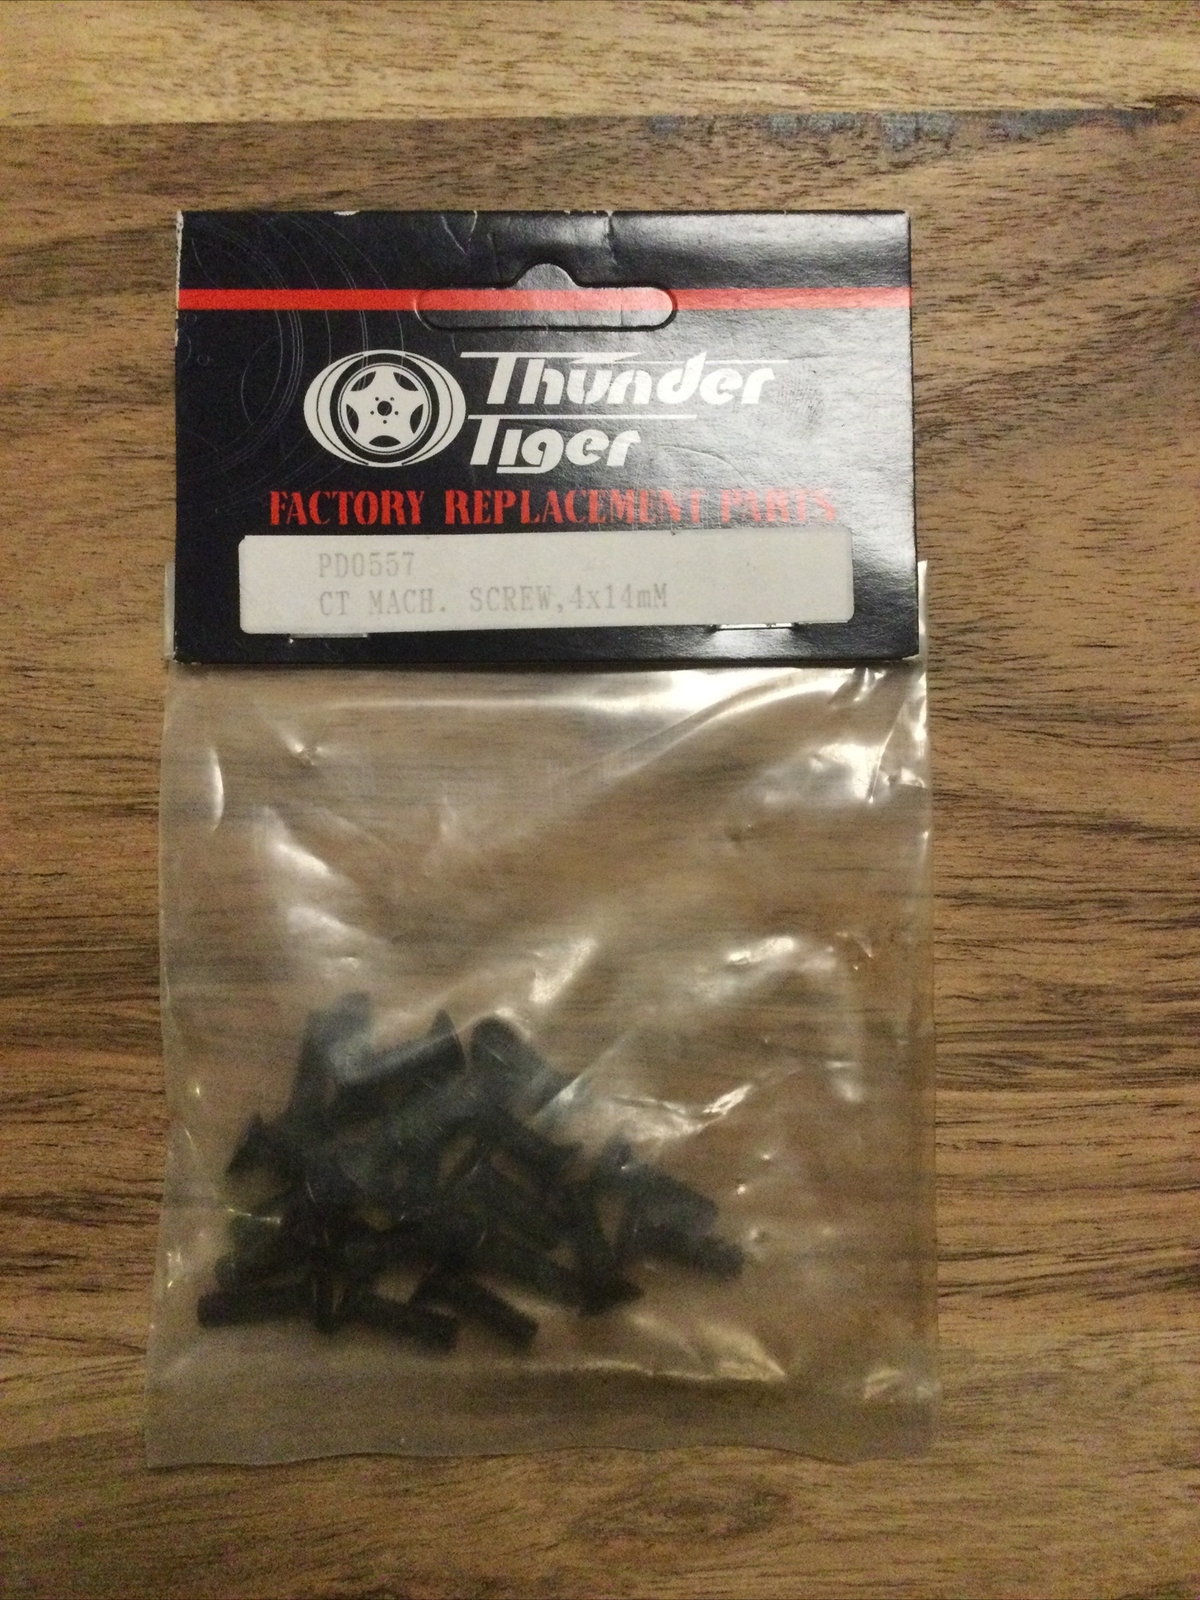 Thunder
Tiger
FACTORY REPLACEMENT PARTS
PD0557
CT MACH. SCREW,4x14mM